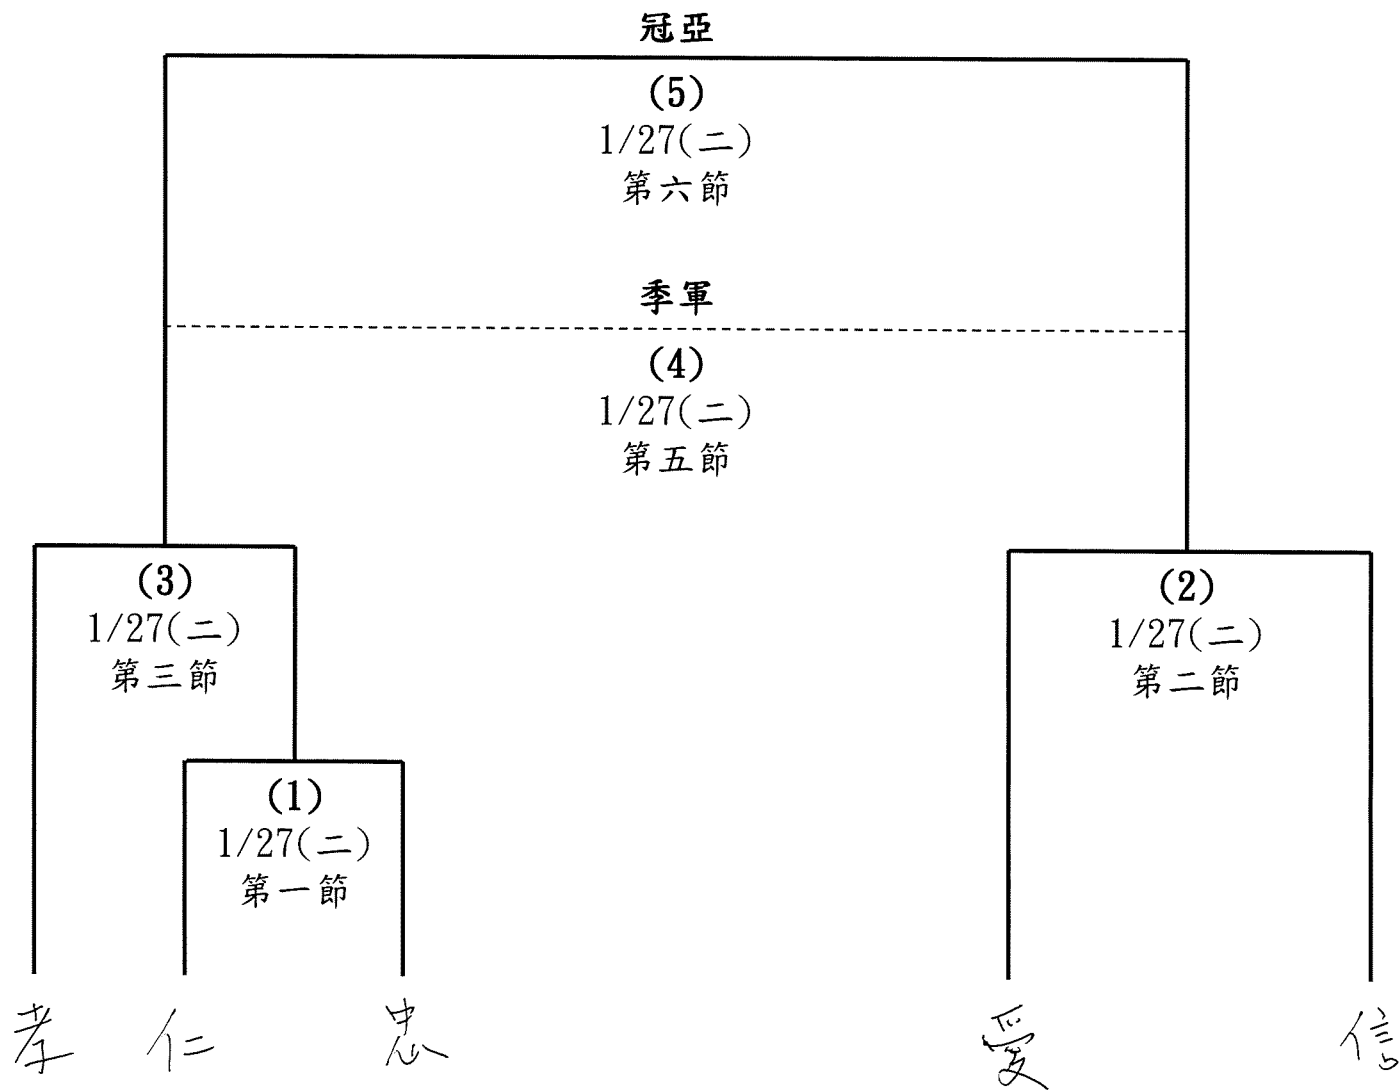 冠亞
(5)
1/27(二)
第六節
季軍
(4)
1/27(二)
第五節
(3)
1/27(二)
第三節
(2)
1/27(二)
第二節
(1)
1/27(二)
第一節
孝 仁 忠 愛 信